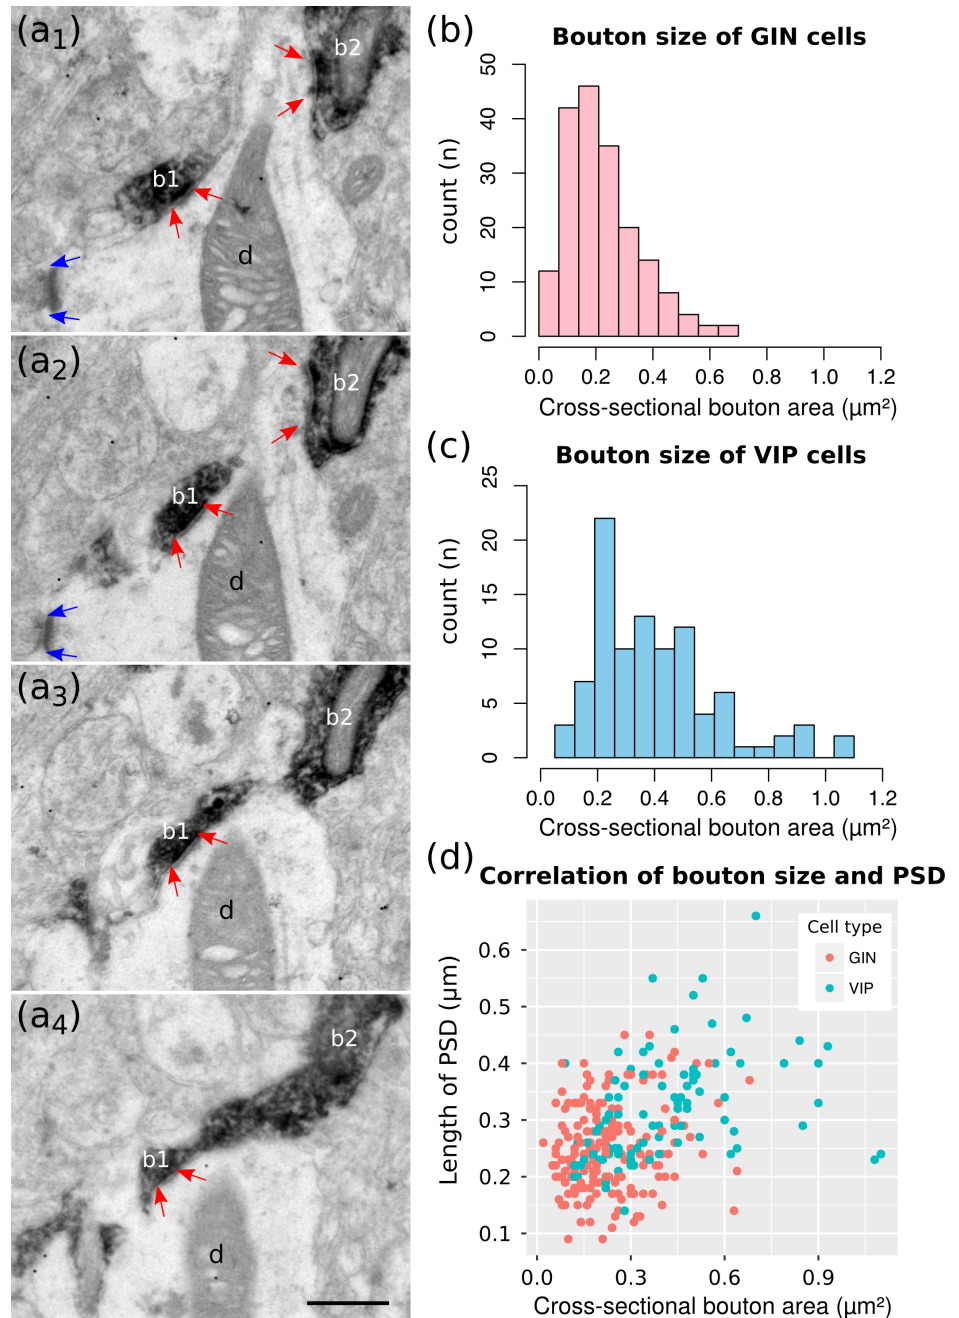 (a1)
b1
b2
d
(a2)
b1
b2
d
(a3)
b1
b2
d
(a4)
b1
b2
d
(b)
Bouton size of GIN cells
count (n)
50
40
30
20
10
0
0.0 0.2 0.4 0.6 0.8 1.0 1.2
Cross-sectional bouton area (µm²)
(c)
Bouton size of VIP cells
count (n)
25
20
15
10
5
0
0.0 0.2 0.4 0.6 0.8 1.0 1.2
Cross-sectional bouton area (µm²)
(d)
Correlation of bouton size and PSD
Length of PSD (µm)
0.6
0.5
0.4
0.3
0.2
0.1
Cell type
GIN
VIP
0.0 0.3 0.6 0.9
Cross-sectional bouton area (µm²)